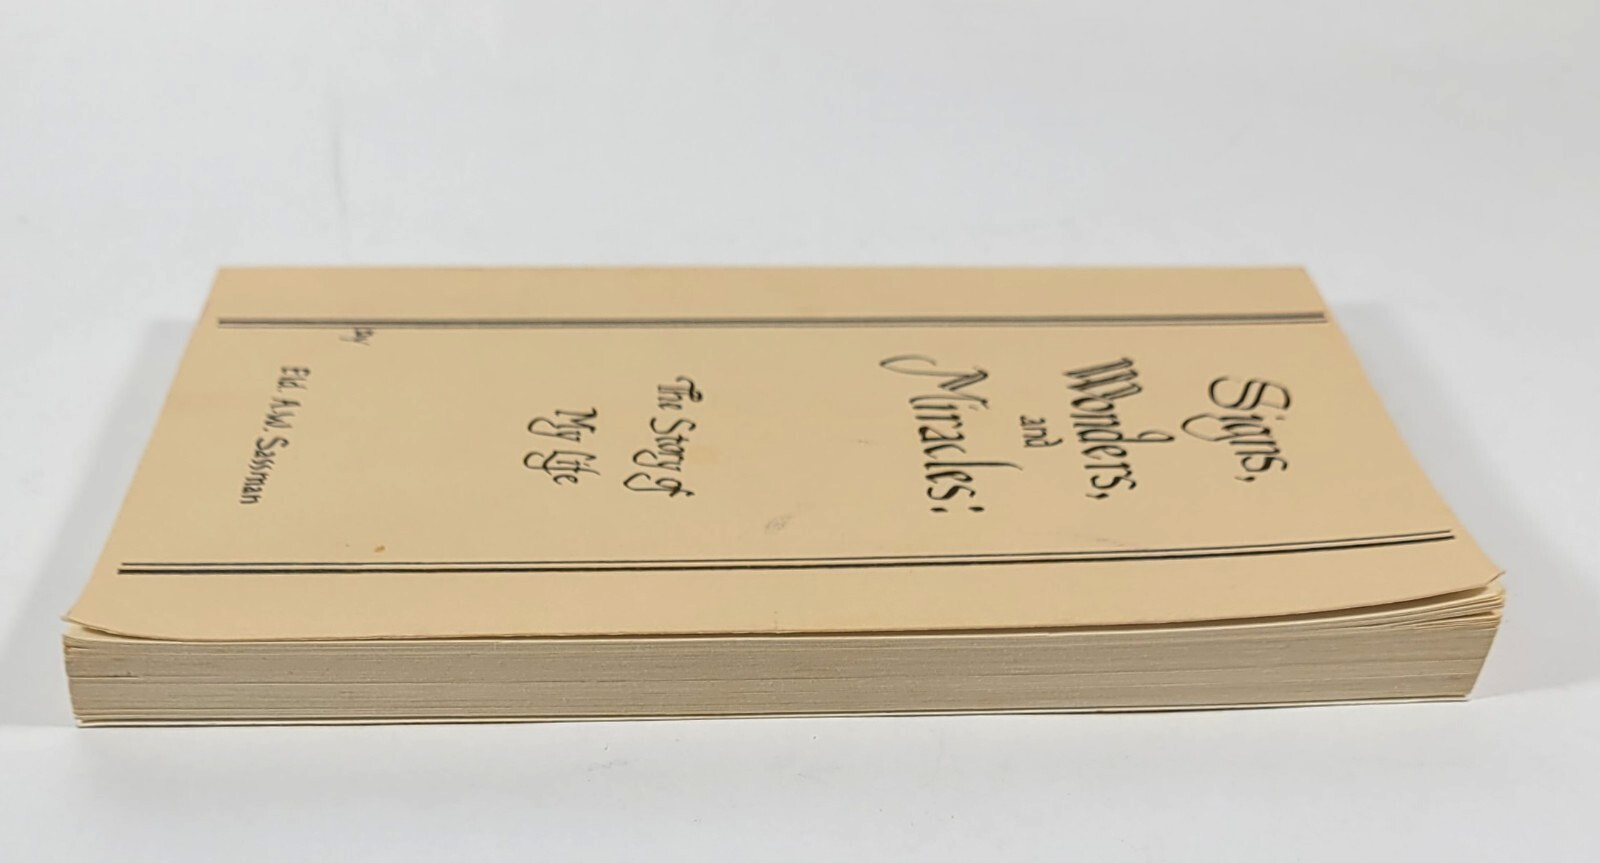 Signs,
Wonders,
and
Miracles:
The Story of
My Life
By
Eld. A.W. Sassman